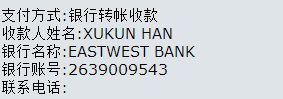 支付方式:银行转帐收款
收款人姓名:XUKUN HAN
银行名称:EASTWEST BANK
银行账号:2639009543
联系电话: